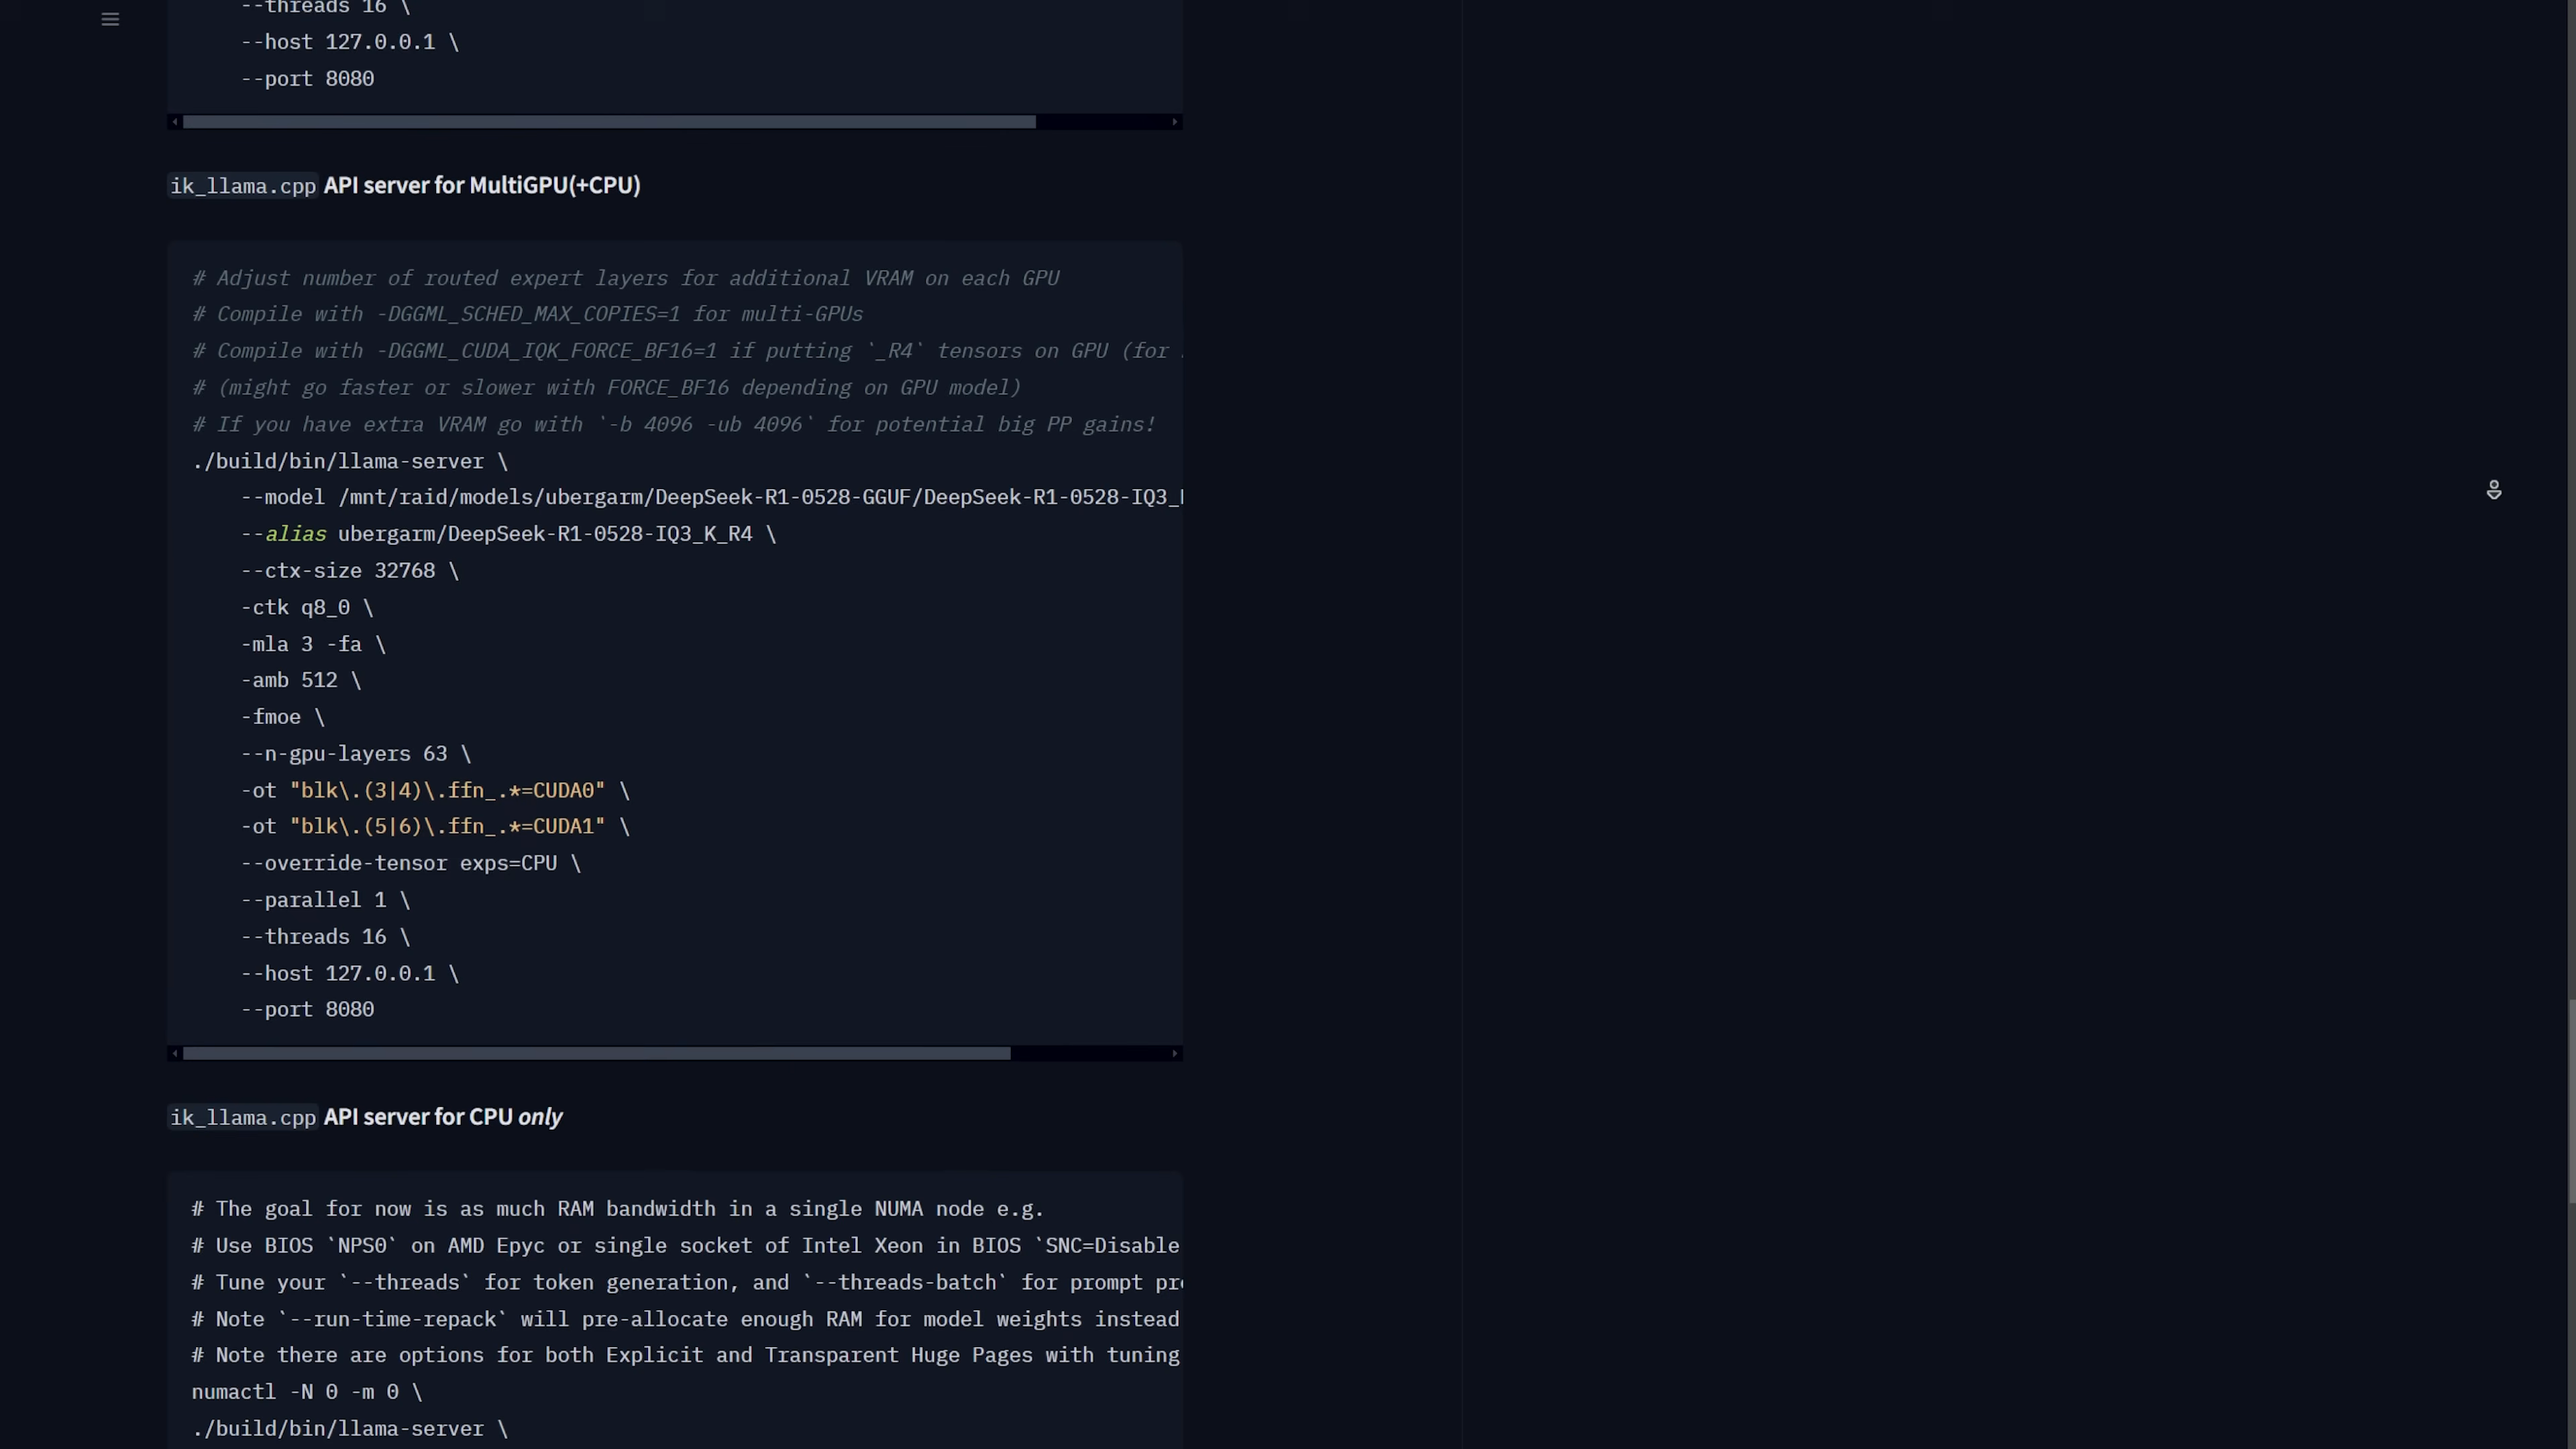 --threads 16 \
--host 127.0.0.1 \
--port 8080
ik_llama.cpp API server for MultiGPU(+CPU)
# Adjust number of routed expert layers for additional VRAM on each GPU
# Compile with -DGGML_SCHED_MAX_COPIES=1 for multi-GPUs
# Compile with -DGGML_CUDA_IQK_FORCE_BF16=1 if putting `_R4` tensors on GPU (for
# (might go faster or slower with FORCE_BF16 depending on GPU model)
# If you have extra VRAM go with `-b 4096 -ub 4096` for potential big PP gains!
./build/bin/llama-server \
--model /mnt/raid/models/ubergarm/DeepSeek-R1-0528-GGUF/DeepSeek-R1-0528-IQ3_
--alias ubergarm/DeepSeek-R1-0528-IQ3_K_R4 \
--ctx-size 32768 \
-ctk q8_0 \
-mla 3 -fa \
-amb 512 \
-fmoe \
--n-gpu-layers 63 \
-ot "blk\.(3|4)\.ffn_.*=CUDA0" \
-ot "blk\.(5|6)\.ffn_.*=CUDA1" \
--override-tensor exps=CPU \
--parallel 1 \
--threads 16 \
--host 127.0.0.1 \
--port 8080
ik_llama.cpp API server for CPU only
# The goal for now is as much RAM bandwidth in a single NUMA node e.g.
# Use BIOS `NPS0` on AMD Epyc or single socket of Intel Xeon in BIOS `SNC=Disable
# Tune your `--threads` for token generation, and `--threads-batch` for prompt pr
# Note `--run-time-repack` will pre-allocate enough RAM for model weights instead
# Note there are options for both Explicit and Transparent Huge Pages with tuning
numactl -N 0 -m 0 \
./build/bin/llama-server \